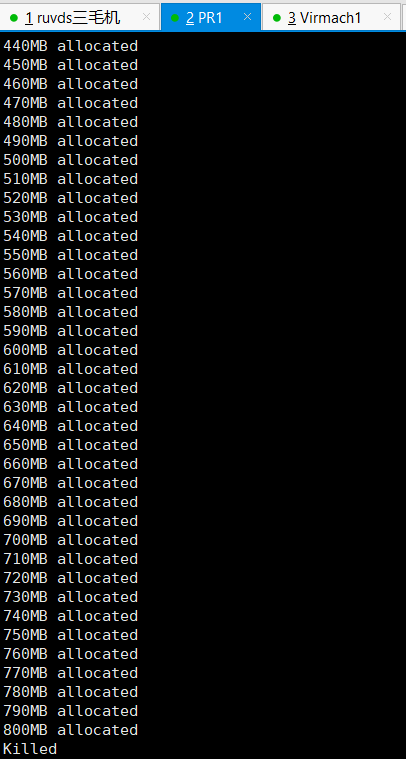 1 ruvds三毛机
2 PR1
3 Virmach1
440MB allocated
450MB allocated
460MB allocated
470MB allocated
480MB allocated
490MB allocated
500MB allocated
510MB allocated
520MB allocated
530MB allocated
540MB allocated
550MB allocated
560MB allocated
570MB allocated
580MB allocated
590MB allocated
600MB allocated
610MB allocated
620MB allocated
630MB allocated
640MB allocated
650MB allocated
660MB allocated
670MB allocated
680MB allocated
690MB allocated
700MB allocated
710MB allocated
720MB allocated
730MB allocated
740MB allocated
750MB allocated
760MB allocated
770MB allocated
780MB allocated
790MB allocated
800MB allocated
Killed